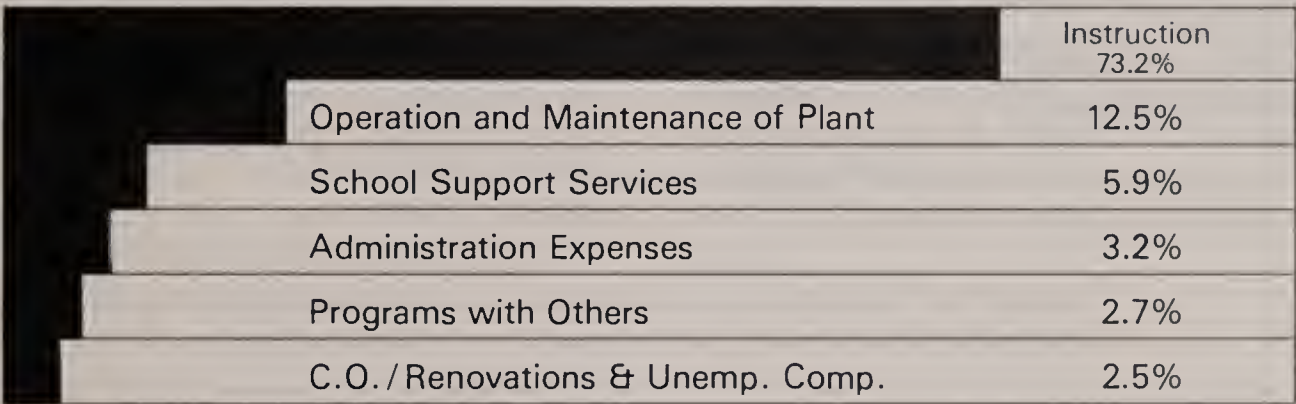 Instruction
73.2%
Operation and Maintenance of Plant 12.5%
School Support Services 5.9%
Administration Expenses 3.2%
Programs with Others 2.7%
C.O./Renovations & Unemp. Comp. 2.5%